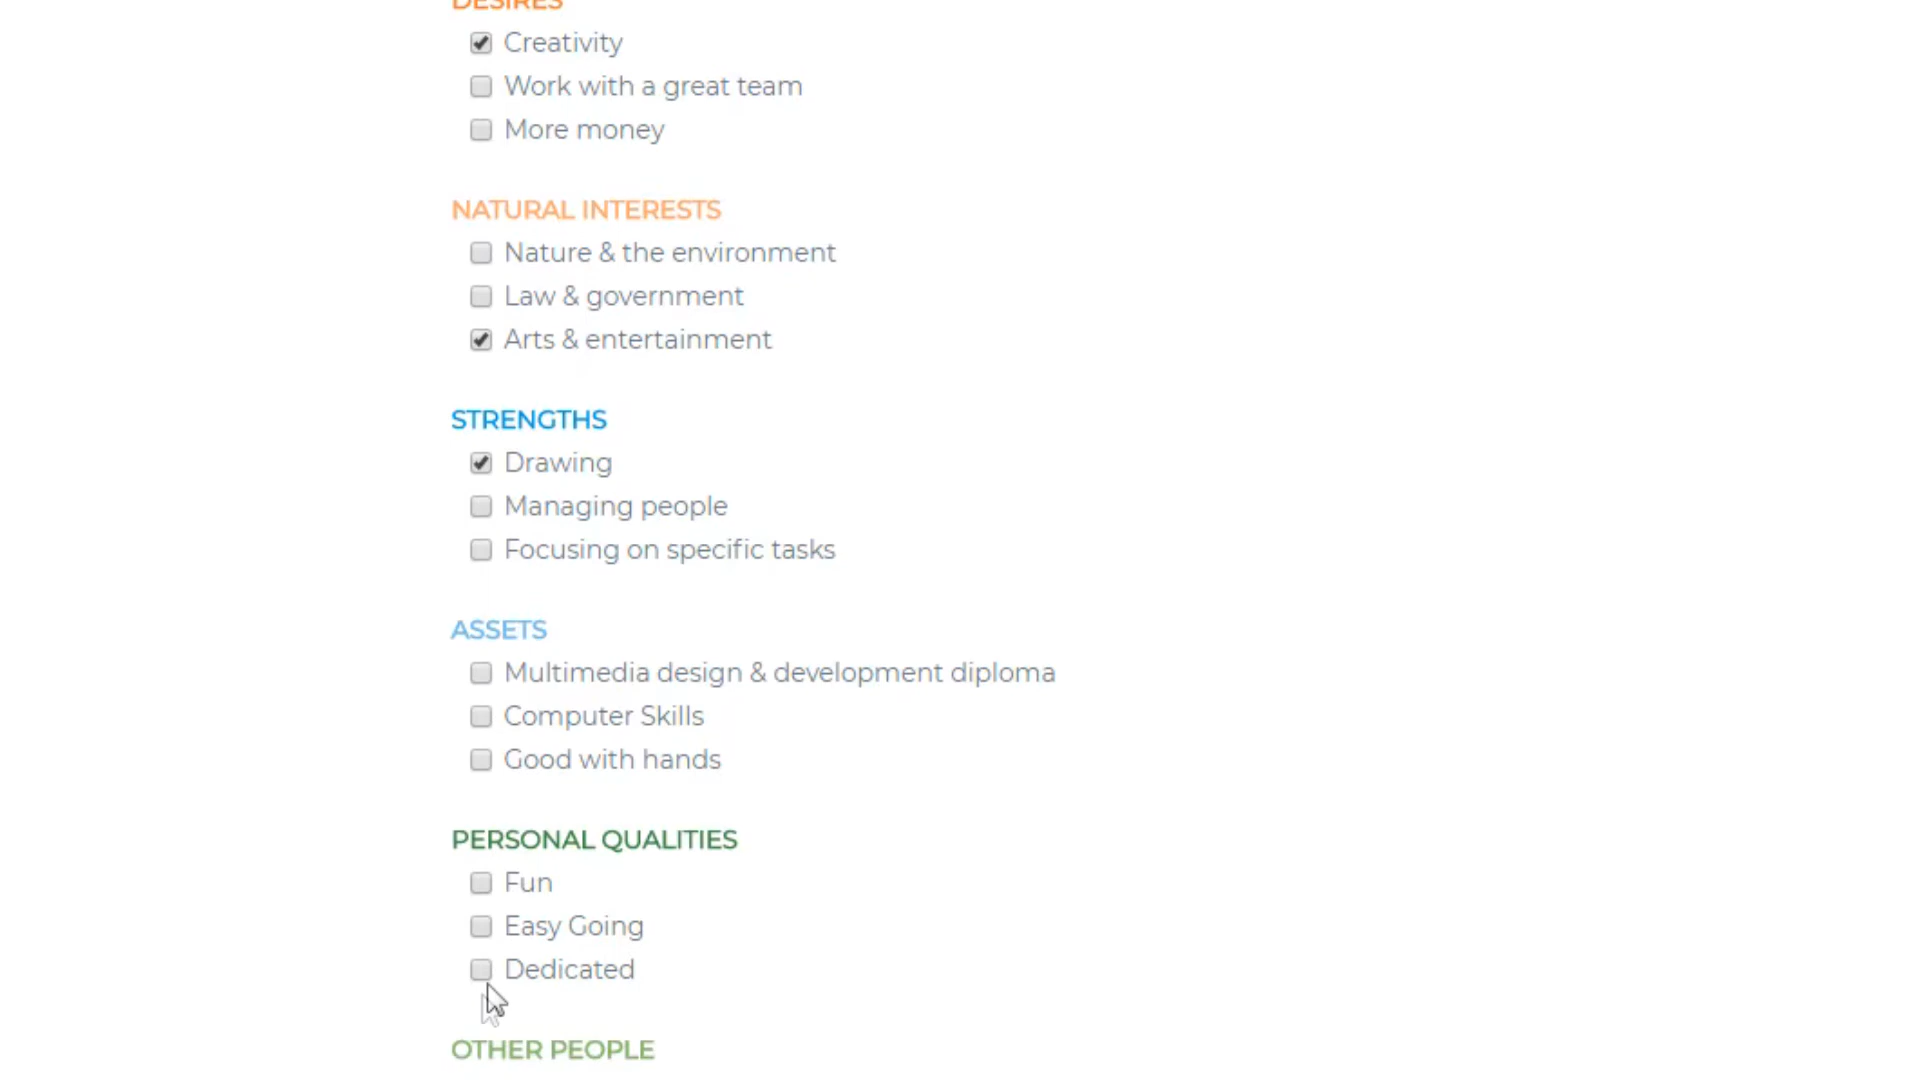 DESIRES
Creativity
Work with a great team
More money
NATURAL INTERESTS
Nature & the environment
Law & government
Arts & entertainment
STRENGTHS
Drawing
Managing people
Focusing on specific tasks
ASSETS
Multimedia design & development diploma
Computer Skills
Good with hands
PERSONAL QUALITIES
Fun
Easy Going
Dedicated
OTHER PEOPLE